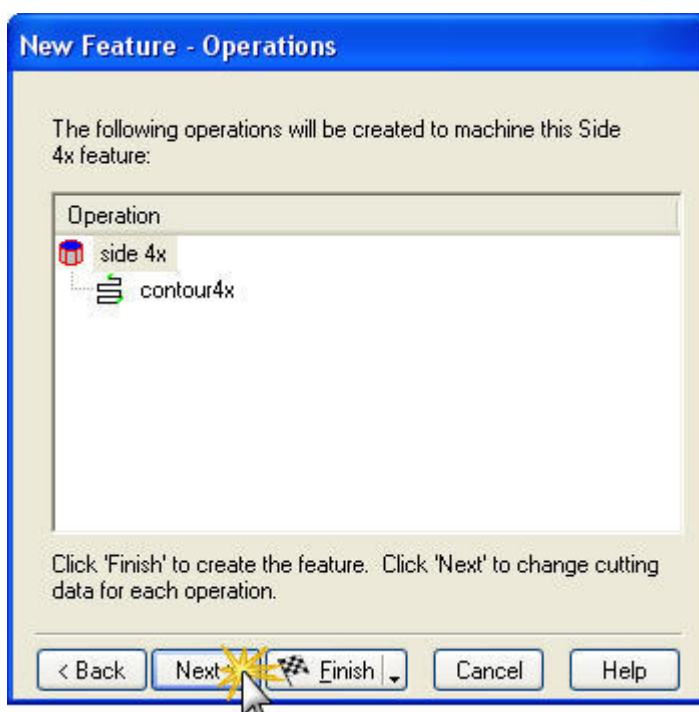 New Feature - Operations
The following operations will be created to machine this Side
4x feature:
Operation
side 4x
contour4x
Click 'Finish' to create the feature. Click 'Next' to change cutting
data for each operation.
< Back Next Finish Cancel Help